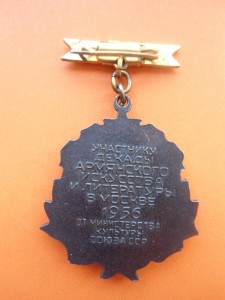 УЧАСТНИКУ
ДЕКАДЫ
АРМЯНСКОГО
ИСКУССТВА
И ЛИТЕРАТУРЫ
В МОСКВЕ
1956
ОТ МИНИСТЕРСТВА
КУЛЬТУРЫ
СОЮЗА ССР